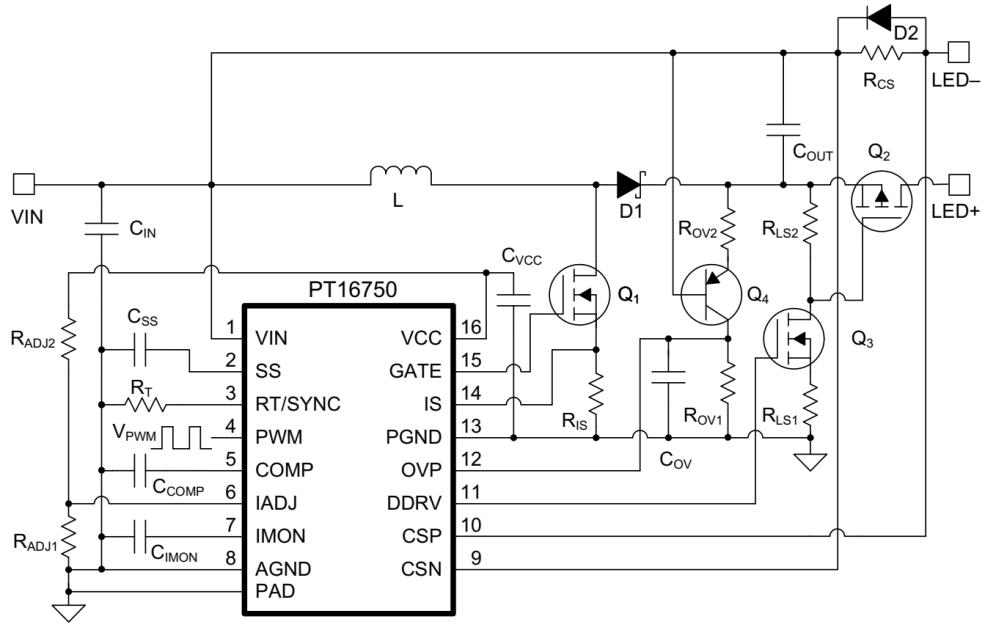 D2
RCS
LED–
COUT
Q2
VIN
L
D1
LED+
CIN
ROV2
RLS2
CVCC
PT16750
Q1
Q4
RADJ2
CSS
1
VIN
VCC
16
Q3
2
SS
GATE
15
RT
3
RT/SYNC
IS
14
RIS
ROV1
RLS1
VPWM
4
PWM
PGND
13
COV
5
COMP
OVP
12
CCOMP
6
IADJ
DDRV
11
RADJ1
7
IMON
CSP
10
CIMON
8
AGND
CSN
9
PAD